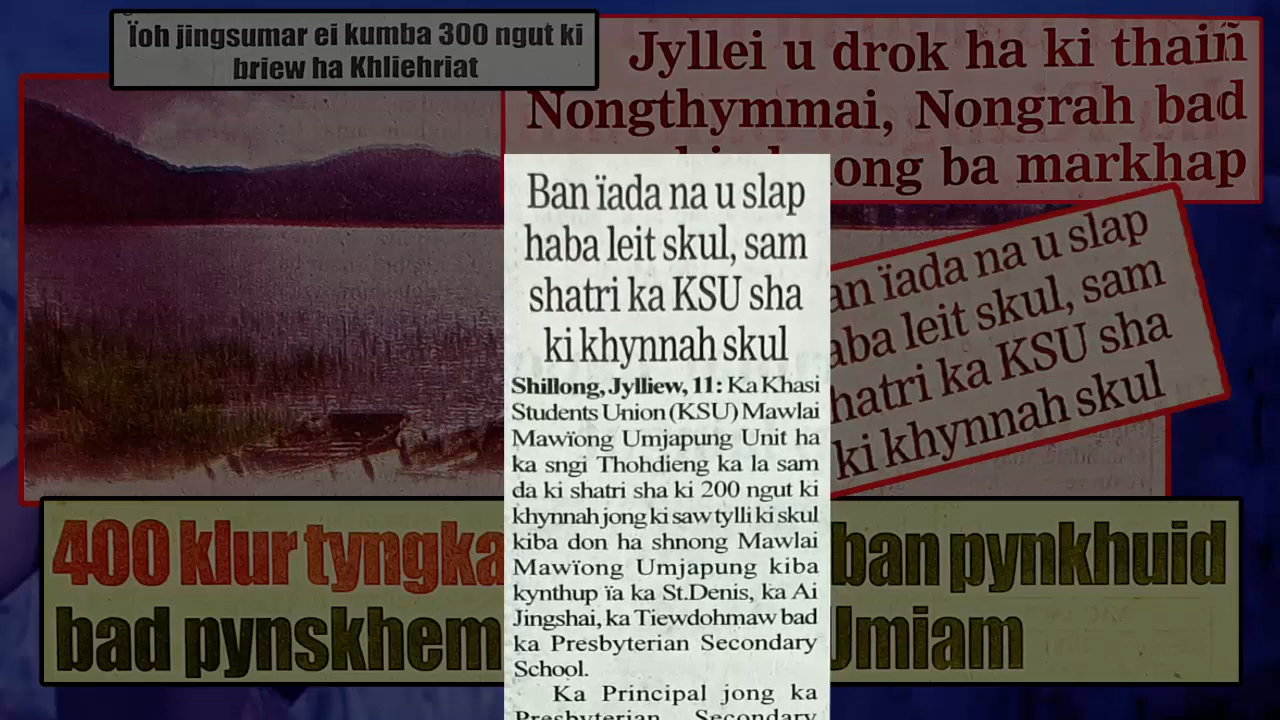 Ïoh jingsumar ei kumba 300 ngut ki
briew ha Khliehriat
Jyllei u drok ha ki thaiñ
Nongthymmai, Nongrah bad
ong ba markhap
Ban ïada na u slap
haba leit skul, sam
shatri ka KSU sha
ki khynnah skul
Shillong, Jylliew, 11: Ka Khasi
Students Union (KSU) Mawlai
Mawïong Umjapung Unit ha
ka sngi Thohdieng ka la sam
da ki shatri sha ki 200 ngut ki
khynnah jong ki saw tylli ki skul
kiba don ha shnong Mawlai
Mawïong Umjapung kiba
kynthup ïa ka St.Denis, ka Ai
Jingshai, ka Tiewdohmaw bad
ka Presbyterian Secondary
School.
Ka Principal jong ka
Presbyterian Secondary
an ïada na u slap
aba leit skul, sam
hatri ka KSU sha
ki khynnah skul
400 klur tyngka ban pynkhuid
bad pynskhem Umiam